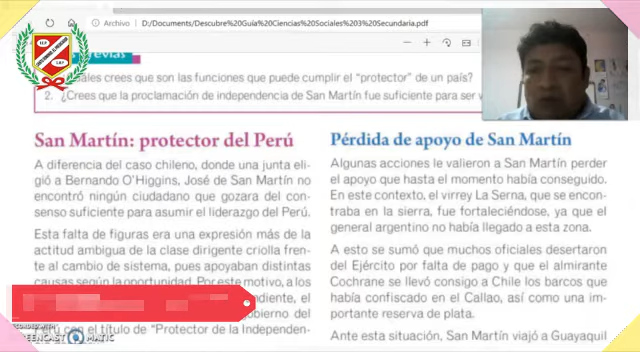 Archivo | D:/Documents/Descubre%20Guía%20Ciencias%20Sociales%203%20Secundaria.pdf
crees que son las funciones que puede cumplir el "protector" de un país?
2. ¿Crees que la proclamación de independencia de San Martín fue suficiente para ser
San Martín: protector del Perú
A diferencia del caso chileno, donde una junta eli-
gió a Bernando O'Higgins, José de San Martín no
encontró ningún ciudadano que gozara del con-
senso suficiente para asumir el liderazgo del Perú.
Esta falta de figuras era una expresión más de la
actitud ambigua de la clase dirigente criolla fren-
te al cambio de sistema, pues apoyaban distintas
causas según la oportunidad. Por este motivo, a los
el
del
con el título de "Protector de la Independen-
Pérdida de apoyo de San Martín
Algunas acciones le valieron a San Martín perder
el apoyo que hasta el momento había conseguido.
En este contexto, el virrey La Serna, que se encon-
traba en la sierra, fue fortaleciéndose, ya que el
general argentino no había llegado a esta zona.
A esto se sumó que muchos oficiales desertaron
del Ejército por falta de pago y que el almirante
Cochrane se llevó consigo a Chile los barcos que
había confiscado en el Callao, así como una im-
portante reserva de plata.
Ante esta situación, San Martín viajó a Guayaquil